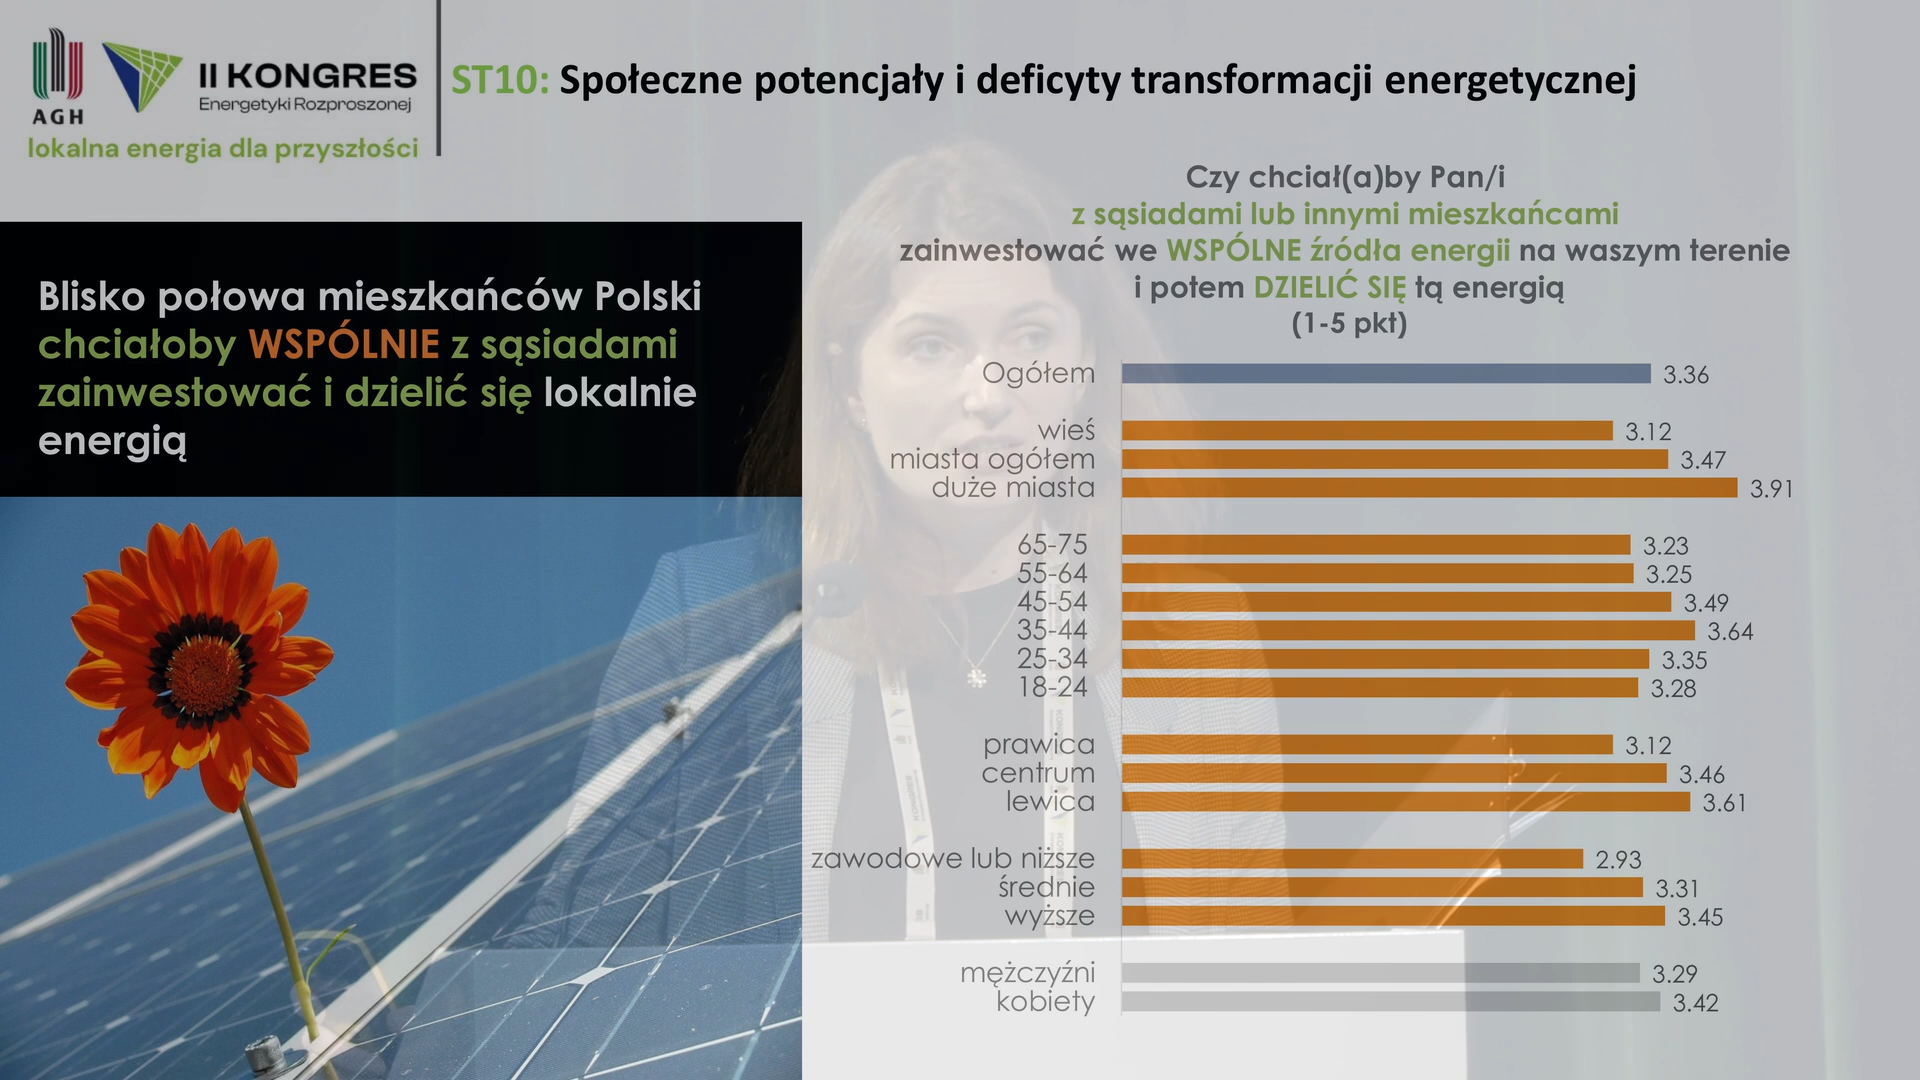 AGH
II KONGRES
Energetyki Rozproszonej
lokalna energia dla przyszłości
ST10: Społeczne potencjały i deficyty transformacji energetycznej
Blisko połowa mieszkańców Polski
chciałoby WSPÓLNIE z sąsiadami
zainwestować i dzielić się lokalnie
energią
Czy chciał(a)by Pan/i
z sąsiadami lub innymi mieszkańcami
zainwestować we WSPÓLNE źródła energii na waszym terenie
i potem DZIELIĆ SIĘ tą energią
(1-5 pkt)
Ogółem 3.36
wieś 3.12
miasta ogółem 3.47
duże miasta 3.91
65-75 3.23
55-64 3.25
45-54 3.49
35-44 3.64
25-34 3.35
18-24 3.28
prawica 3.12
centrum 3.46
lewica 3.61
zawodowe lub niższe 2.93
średnie 3.31
wyższe 3.45
mężczyźni 3.29
kobiety 3.42